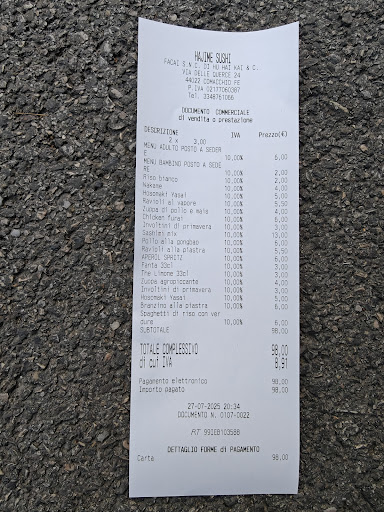 HAJIME SUSHI
FACAI S.N.C. DI HU HAI KAI & C.
VIA DELLE QUERCE 24
44022 COMACCHIO FE
P.IVA 02177060387
Tel. 3348751066
DOCUMENTO COMMERCIALE
di vendita o prestazione
DESCRIZIONE IVA Prezzo(€)
2 x 3,00
MENU ADULTO POSTO A SEDER
E 10,00% 6,00
MENU BAMBINO POSTO A SEDE
RE 10,00% 2,00
Riso bianco 10,00% 2,00
Wakame 10,00% 4,00
Hosomaki Yasai 10,00% 5,00
Ravioli al vapore 10,00% 5,50
Zuppa di pollo e mais 10,00% 4,00
Chicken furai 10,00% 6,00
Involtini di primavera 10,00% 3,00
Sashimi mix 10,00% 13,00
Pollo alla gongbao 10,00% 6,00
Ravioli alla piastra 10,00% 5,50
APEROL SPRITZ 10,00% 6,00
Fanta 33cl 10,00% 3,00
The Limone 33cl 10,00% 3,00
Zuppa agropiccante 10,00% 4,00
Involtini di primavera 10,00% 3,00
Hosomaki Yasai 10,00% 5,00
Branzino alla piastra 10,00% 6,00
Spaghetti di riso con ver
dure 10,00% 6,00
SUBTOTALE 98,00
TOTALE COMPLESSIVO 98,00
di cui IVA 8,91
Pagamento elettronico 98,00
Importo pagato 98,00
27-07-2025 20:34
DOCUMENTO N. 0107-0022
RT 99IEB103588
DETTAGLIO FORME di PAGAMENTO
Carta 98,00